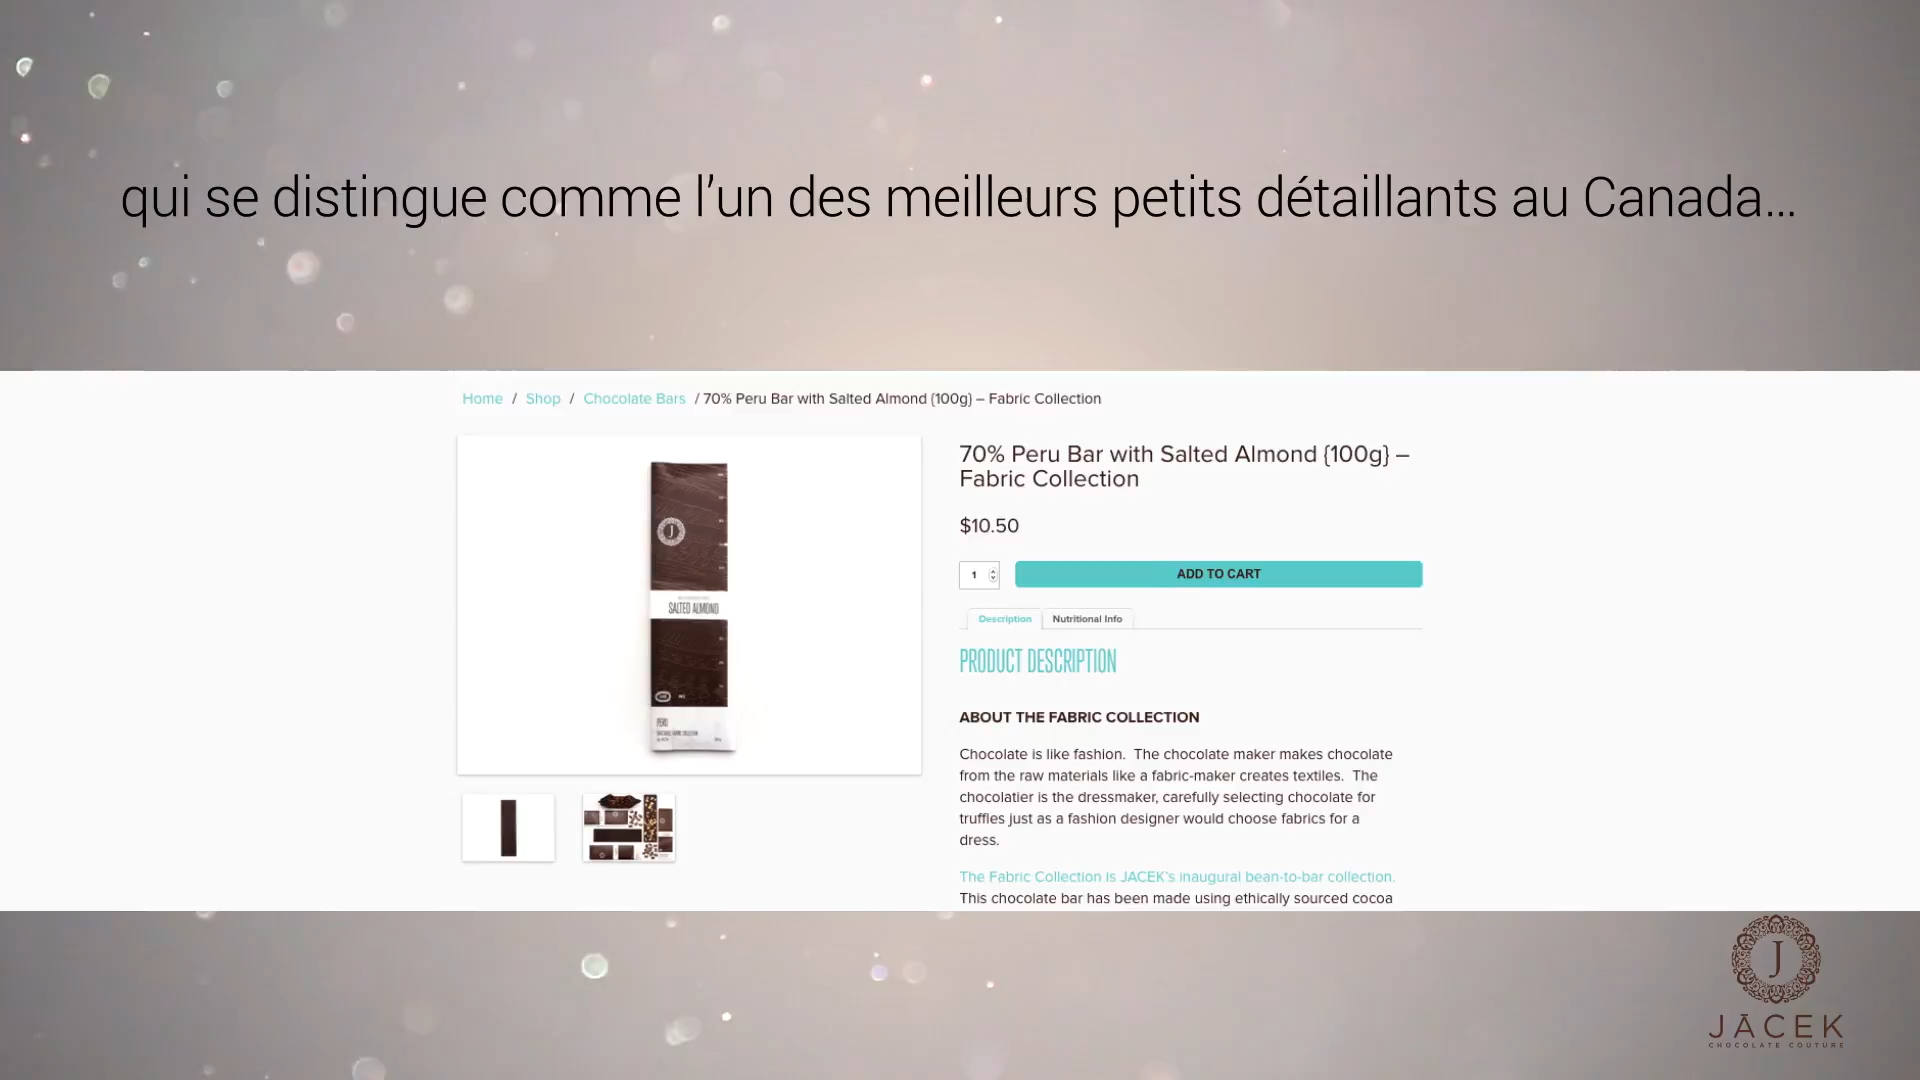 qui se distingue comme l’un des meilleurs petits détaillants au Canada…
Home / Shop / Chocolate Bars / 70% Peru Bar with Salted Almond {100g} – Fabric Collection
70% Peru Bar with Salted Almond {100g} –
Fabric Collection
$10.50
1
ADD TO CART
Description
Nutritional Info
J
SALTED ALMOND
PERU
PRODUCT DESCRIPTION
ABOUT THE FABRIC COLLECTION
Chocolate is like fashion. The chocolate maker makes chocolate
from the raw materials like a fabric-maker creates textiles. The
chocolatier is the dressmaker, carefully selecting chocolate for
truffles just as a fashion designer would choose fabrics for a
dress.
The Fabric Collection is JACEK’s inaugural bean-to-bar collection.
This chocolate bar has been made using ethically sourced cocoa
J
JĀCEK
CHOCOLATE COUTURE